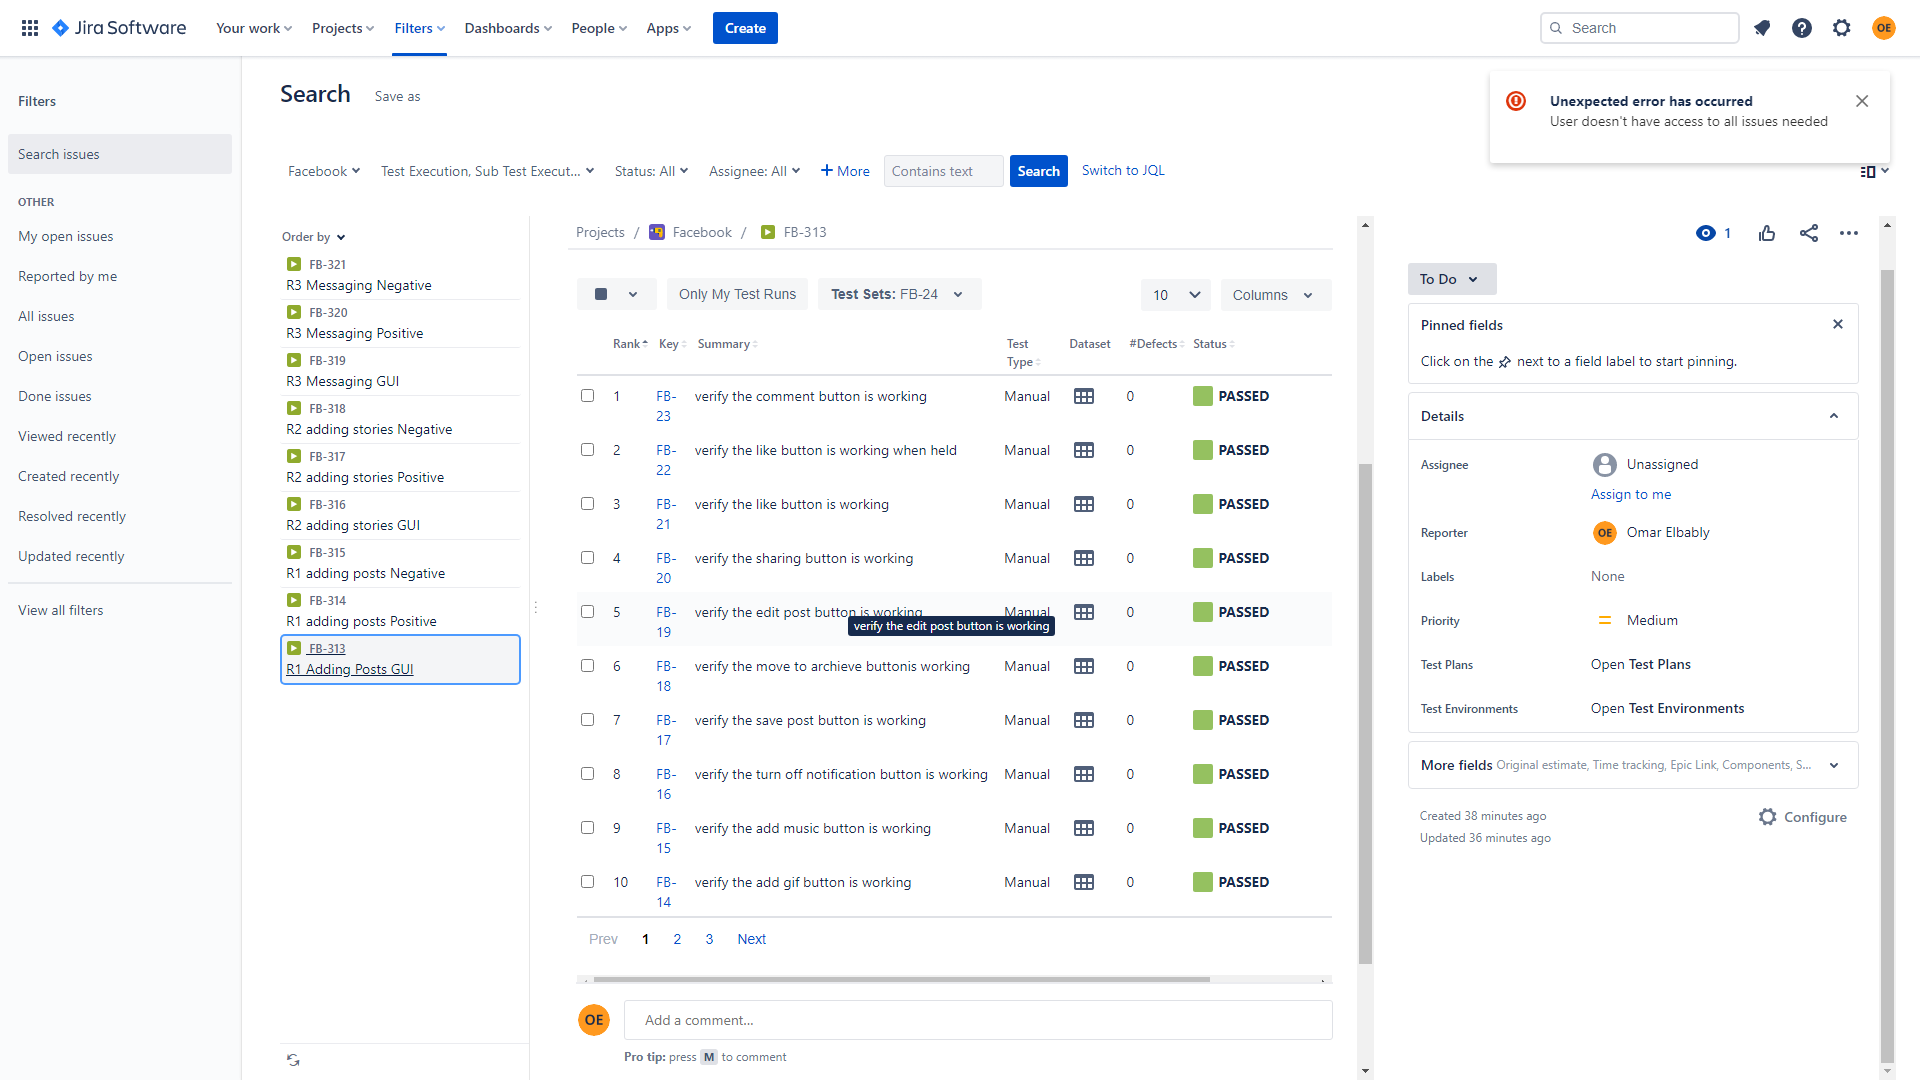 Jira Software
Your work
Projects
Filters
Dashboards
People
Apps
Create
Search
OE
Filters
Search issues
OTHER
My open issues
Reported by me
All issues
Open issues
Done issues
Viewed recently
Created recently
Resolved recently
Updated recently
View all filters
Search
Save as
Unexpected error has occurred
User doesn't have access to all issues needed
Facebook
Test Execution, Sub Test Execut...
Status: All
Assignee: All
+ More
Contains text
Search
Switch to JQL
Order by
FB-321
R3 Messaging Negative
FB-320
R3 Messaging Positive
FB-319
R3 Messaging GUI
FB-318
R2 adding stories Negative
FB-317
R2 adding stories Positive
FB-316
R2 adding stories GUI
FB-315
R1 adding posts Negative
FB-314
R1 adding posts Positive
FB-313
R1 Adding Posts GUI
Projects / Facebook / FB-313
Only My Test Runs
Test Sets: FB-24
10
Columns
Rank Key Summary Test Type Dataset #Defects Status
1 FB-23 verify the comment button is working Manual 0 PASSED
2 FB-22 verify the like button is working when held Manual 0 PASSED
3 FB-21 verify the like button is working Manual 0 PASSED
4 FB-20 verify the sharing button is working Manual 0 PASSED
5 FB-19 verify the edit post button is working Manual 0 PASSED
verify the edit post button is working
6 FB-18 verify the move to archieve buttonis working Manual 0 PASSED
7 FB-17 verify the save post button is working Manual 0 PASSED
8 FB-16 verify the turn off notification button is working Manual 0 PASSED
9 FB-15 verify the add music button is working Manual 0 PASSED
10 FB-14 verify the add gif button is working Manual 0 PASSED
Prev 1 2 3 Next
OE
Add a comment...
Pro tip: press M to comment
1
To Do
Pinned fields
Click on the next to a field label to start pinning.
Details
Assignee
Unassigned
Assign to me
Reporter
OE
Omar Elbably
Labels
None
Priority
Medium
Test Plans
Open Test Plans
Test Environments
Open Test Environments
More fields Original estimate, Time tracking, Epic Link, Components, S...
Created 38 minutes ago
Configure
Updated 36 minutes ago